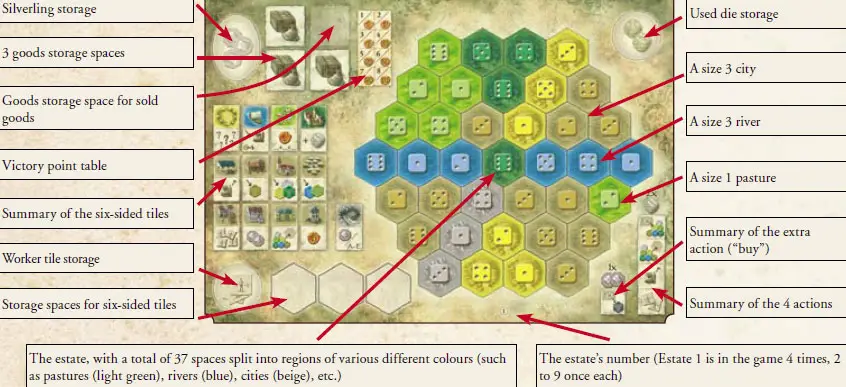 Silverling storage
3 goods storage spaces
Goods storage space for sold
goods
Victory point table
Summary of the six-sided tiles
Worker tile storage
Storage spaces for six-sided tiles
Used die storage
A size 3 city
A size 3 river
A size 1 pasture
Summary of the extra
action (“buy”)
Summary of the 4 actions
The estate, with a total of 37 spaces split into regions of various different colours (such
as pastures (light green), rivers (blue), cities (beige), etc.)
The estate’s number (Estate 1 is in the game 4 times, 2
to 9 once each)